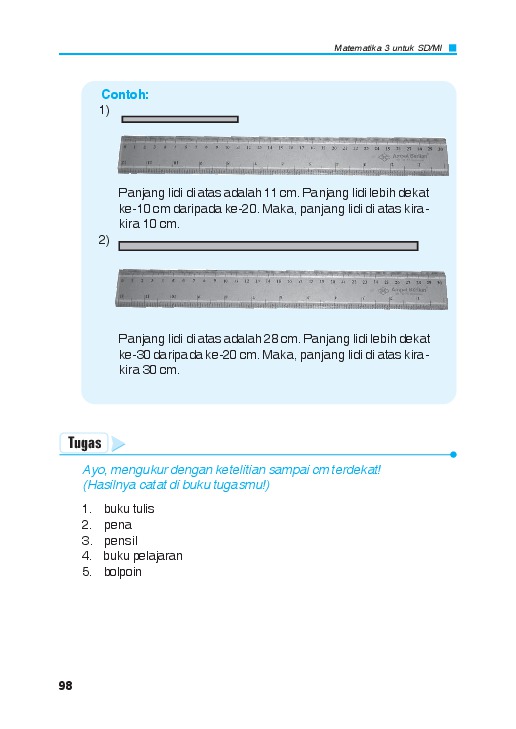 Matematika 3 untuk SD/MI
Contoh:
1)
Panjang lidi di atas adalah 11 cm. Panjang lidi lebih dekat
ke-10 cm daripada ke-20. Maka, panjang lidi di atas kira-
kira 10 cm.
2)
Panjang lidi di atas adalah 28 cm. Panjang lidi lebih dekat
ke-30 daripada ke-20 cm. Maka, panjang lidi di atas kira-
kira 30 cm.
Tugas
Ayo, mengukur dengan ketelitian sampai cm terdekat!
(Hasilnya catat di buku tugasmu!)
1. buku tulis
2. pena
3. pensil
4. buku pelajaran
5. bolpoin
98